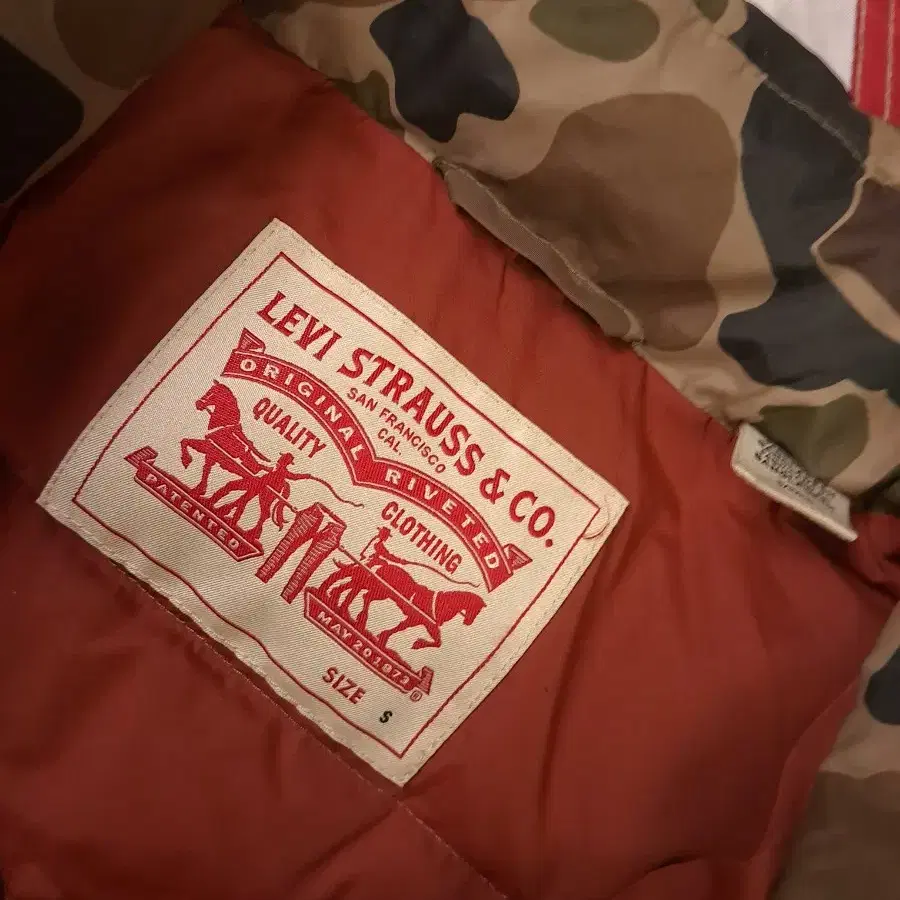 LEVI STRAUSS & CO.
SAN FRANCISCO
CAL.
ORIGINAL RIVETED
QUALITY
CLOTHING
PATENTED
MAY 20 1873
®
SIZE S